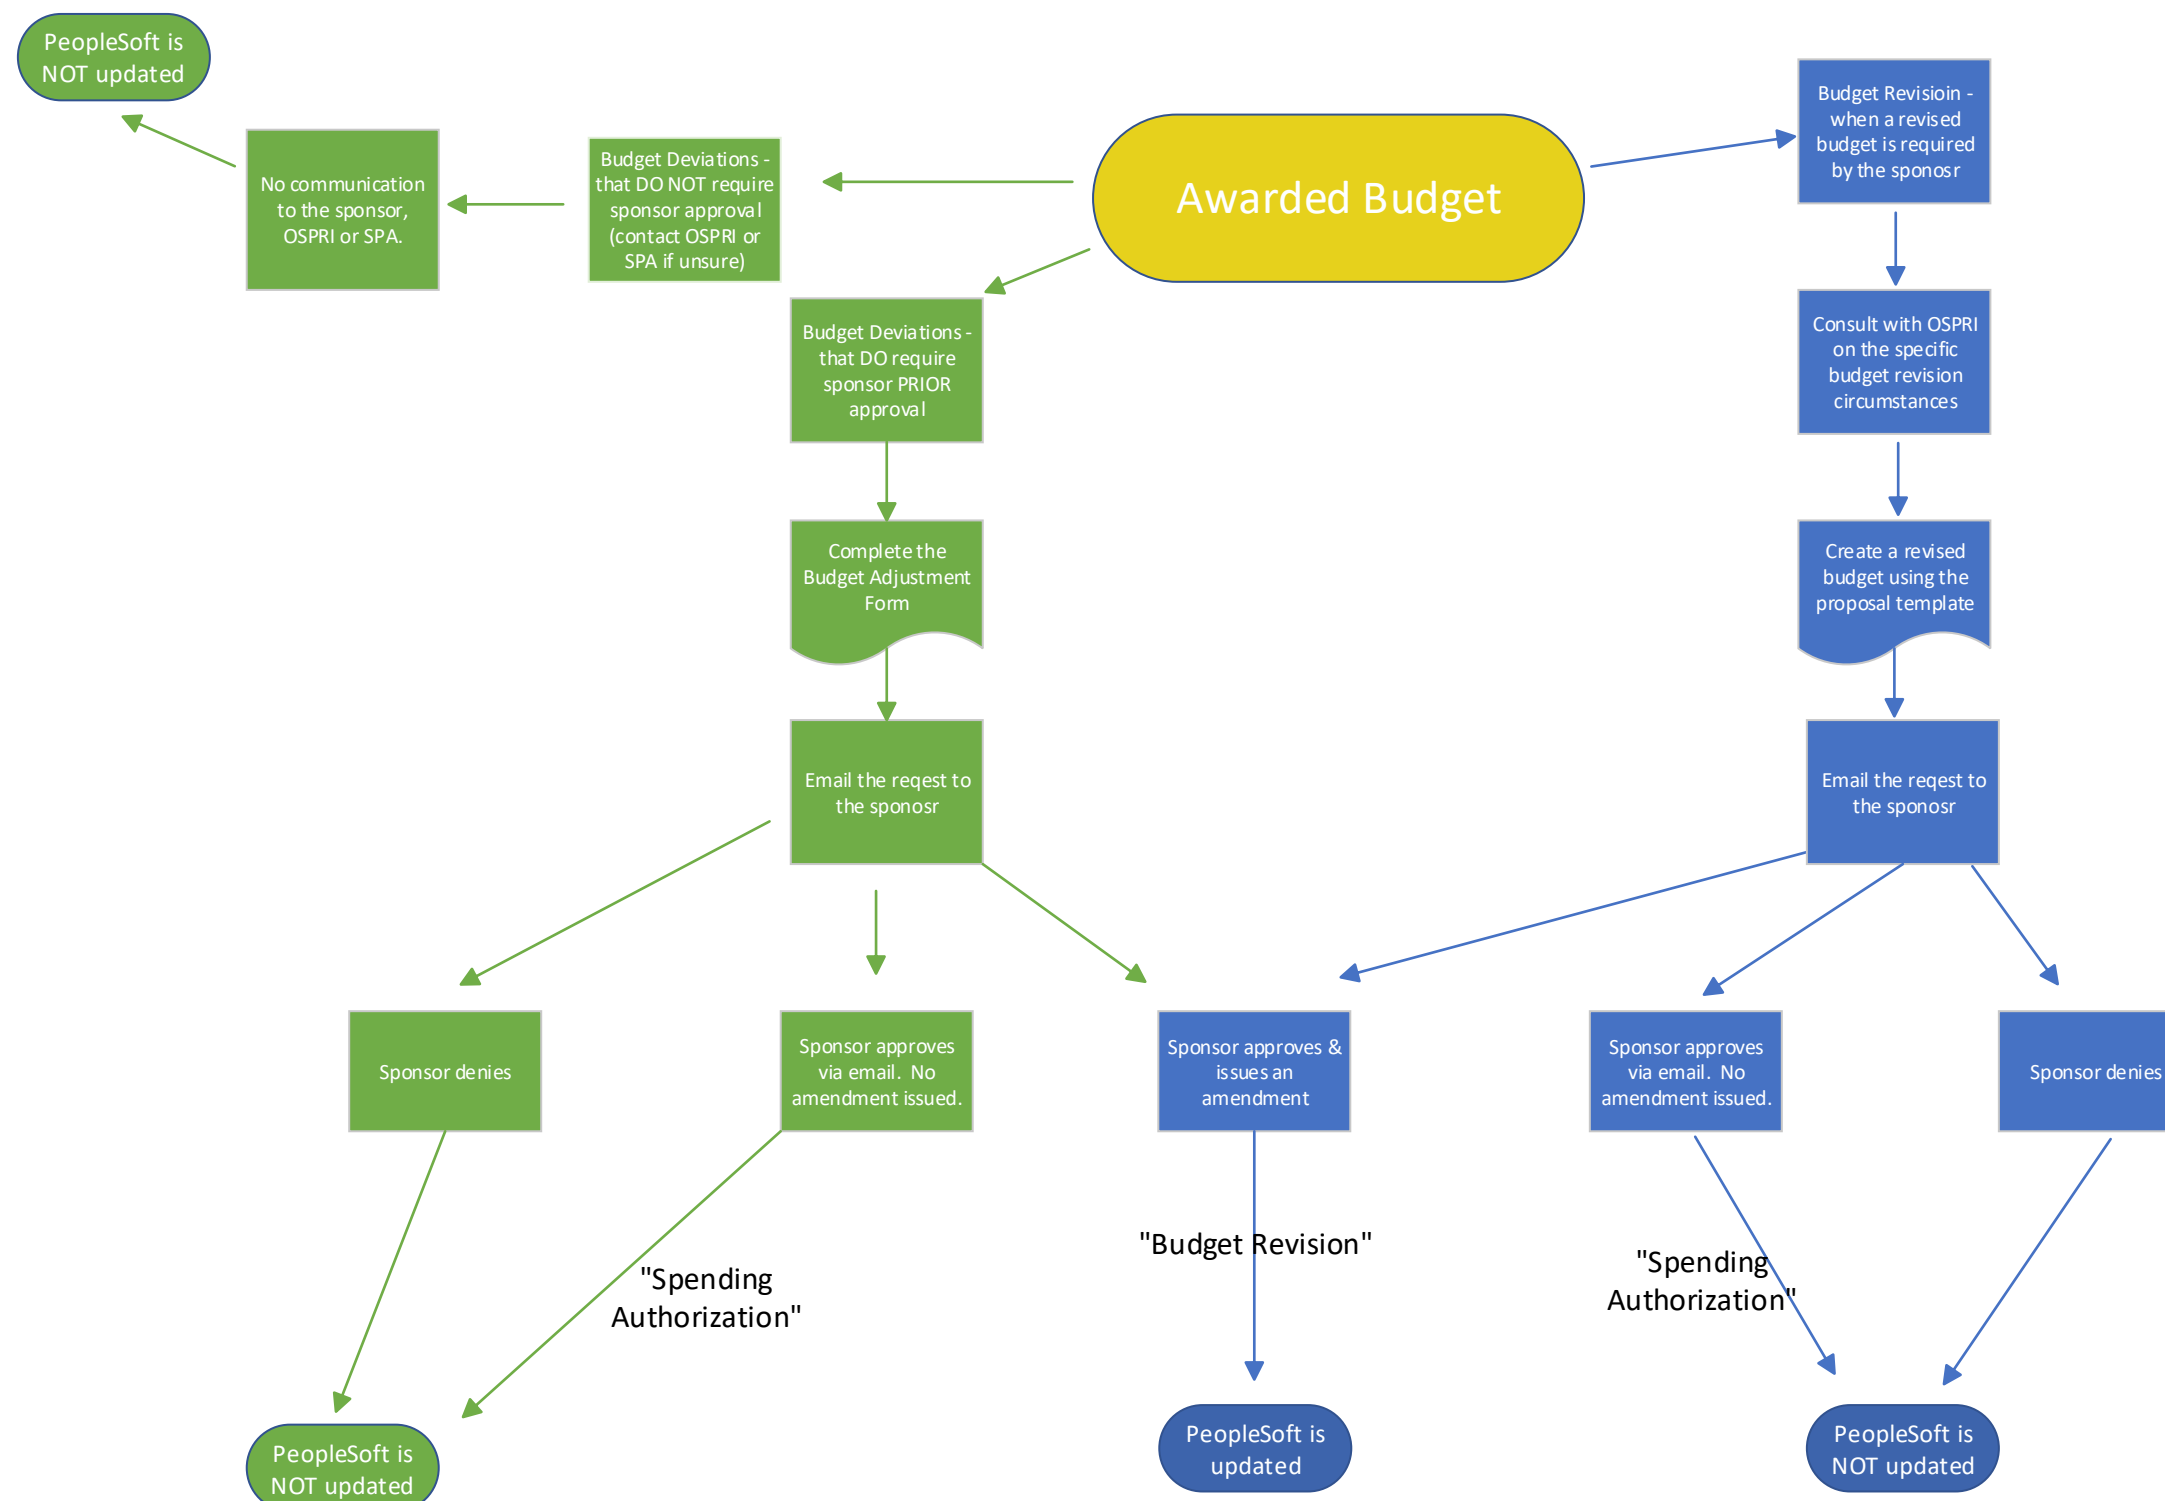 PeopleSoft is
NOT updated
No communication
to the sponsor,
OSPRI or SPA.
Budget Deviations -
that DO NOT require
sponsor approval
(contact OSPRI or
SPA if unsure)
Awarded Budget
Budget Revisioin -
when a revised
budget is required
by the sponosr
Budget Deviations -
that DO require
sponsor PRIOR
approval
Consult with OSPRI
on the specific
budget revision
circumstances
Complete the
Budget Adjustment
Form
Create a revised
budget using the
proposal template
Email the reqest to
the sponosr
Email the reqest to
the sponosr
Sponsor denies
Sponsor approves
via email.  No
amendment issued.
Sponsor approves &
issues an
amendment
Sponsor approves
via email.  No
amendment issued.
Sponsor denies
"Spending
Authorization"
"Budget Revision"
"Spending
Authorization"
PeopleSoft is
NOT updated
PeopleSoft is
updated
PeopleSoft is
NOT updated